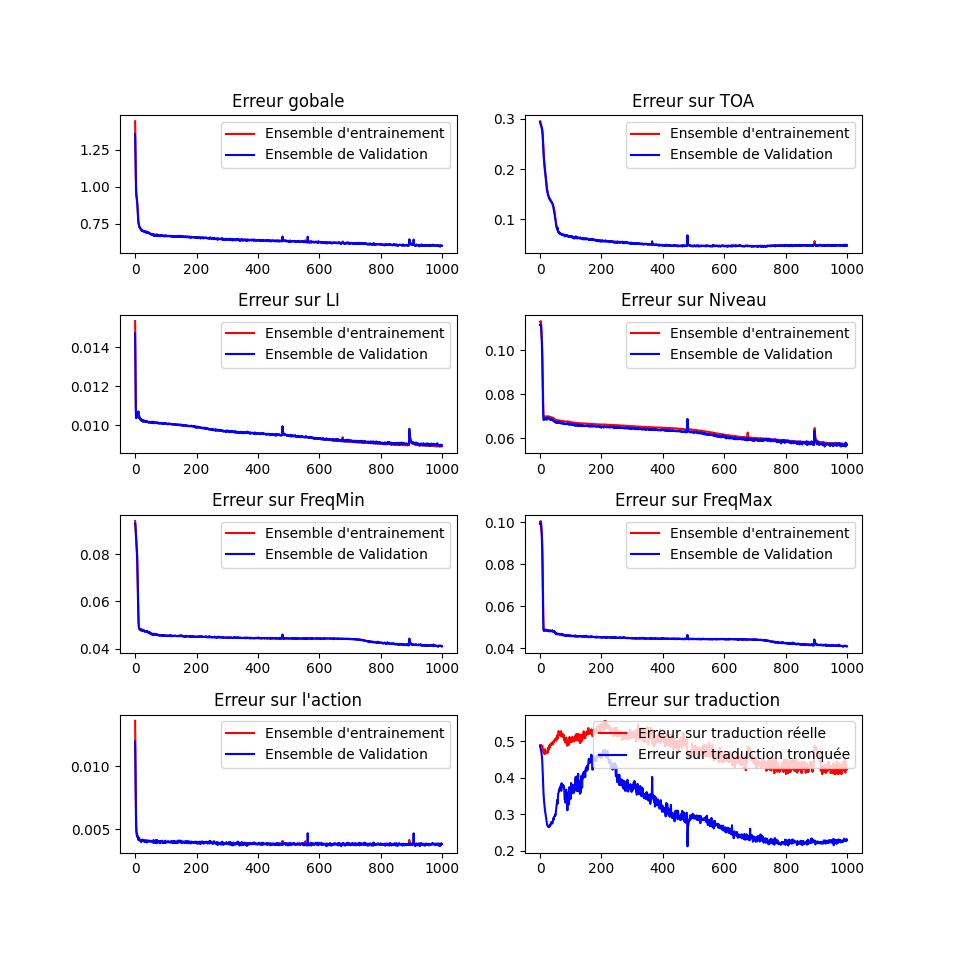 Erreur gobale
Ensemble d'entrainement
Ensemble de Validation
1.25
1.00
0.75
0 200 400 600 800 1000
Erreur sur TOA
Ensemble d'entrainement
Ensemble de Validation
0.3
0.2
0.1
0 200 400 600 800 1000
Erreur sur LI
Ensemble d'entrainement
Ensemble de Validation
0.014
0.012
0.010
0 200 400 600 800 1000
Erreur sur Niveau
Ensemble d'entrainement
Ensemble de Validation
0.10
0.08
0.06
0 200 400 600 800 1000
Erreur sur FreqMin
Ensemble d'entrainement
Ensemble de Validation
0.08
0.06
0.04
0 200 400 600 800 1000
Erreur sur FreqMax
Ensemble d'entrainement
Ensemble de Validation
0.10
0.08
0.06
0.04
0 200 400 600 800 1000
Erreur sur l'action
Ensemble d'entrainement
Ensemble de Validation
0.010
0.005
0 200 400 600 800 1000
Erreur sur traduction
Erreur sur traduction réelle
Erreur sur traduction tronquée
0.5
0.4
0.3
0.2
0 200 400 600 800 1000